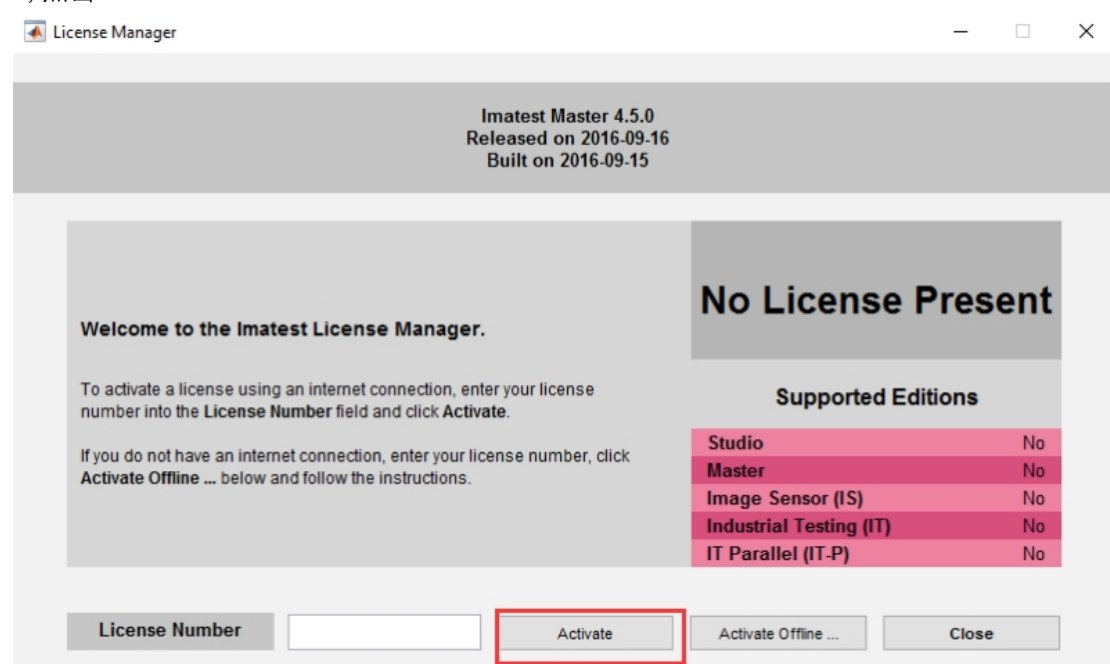 License Manager
Imatest Master 4.5.0
Released on 2016-09-16
Built on 2016-09-15
No License Present
Welcome to the Imatest License Manager.
To activate a license using an internet connection, enter your license
number into the License Number field and click Activate.
If you do not have an internet connection, enter your license number, click
Activate Offline ... below and follow the instructions.
Supported Editions
Studio No
Master No
Image Sensor (IS) No
Industrial Testing (IT) No
IT Parallel (IT-P) No
License Number Activate Activate Offline ... Close